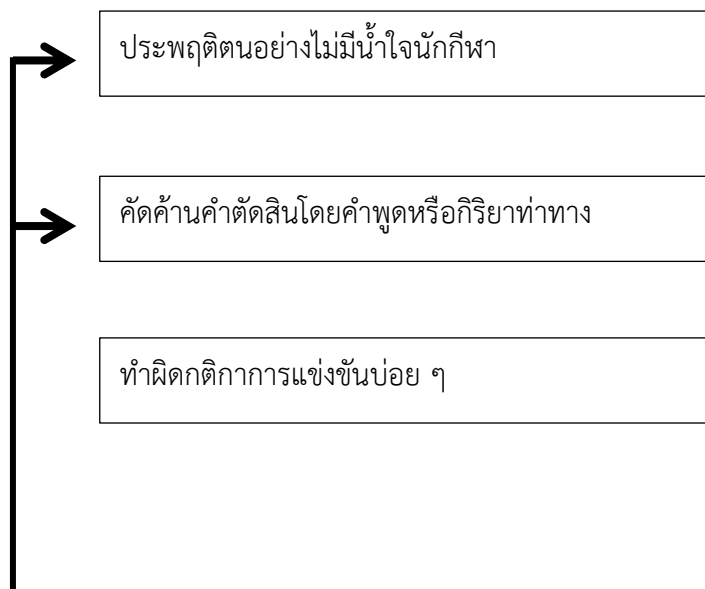 ประพฤติตนอย่างไม่มีน้ำใจนักกีฬา
คัดค้านคำตัดสินโดยคำพูดหรือกิริยาท่าทาง
ทำผิดกติกาการแข่งขันบ่อย ๆ